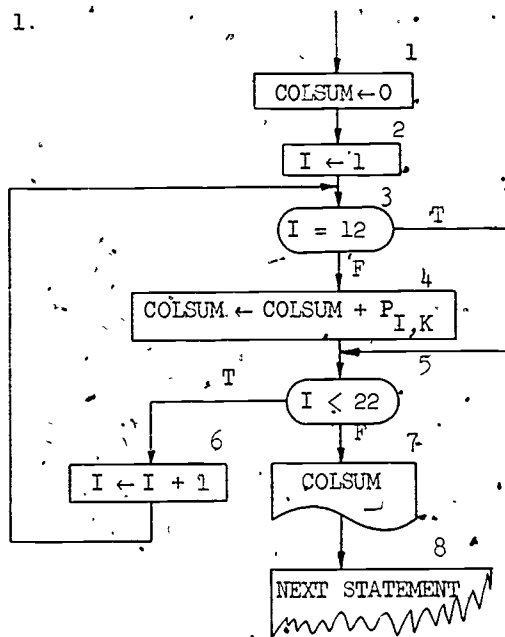 1.
1
COLSUM ← 0
2
I ← 1
3
I = 12
T
F
4
COLSUM ← COLSUM + P_I,K
5
T
I < 22
F
6
7
I ← I + 1
COLSUM
8
NEXT STATEMENT